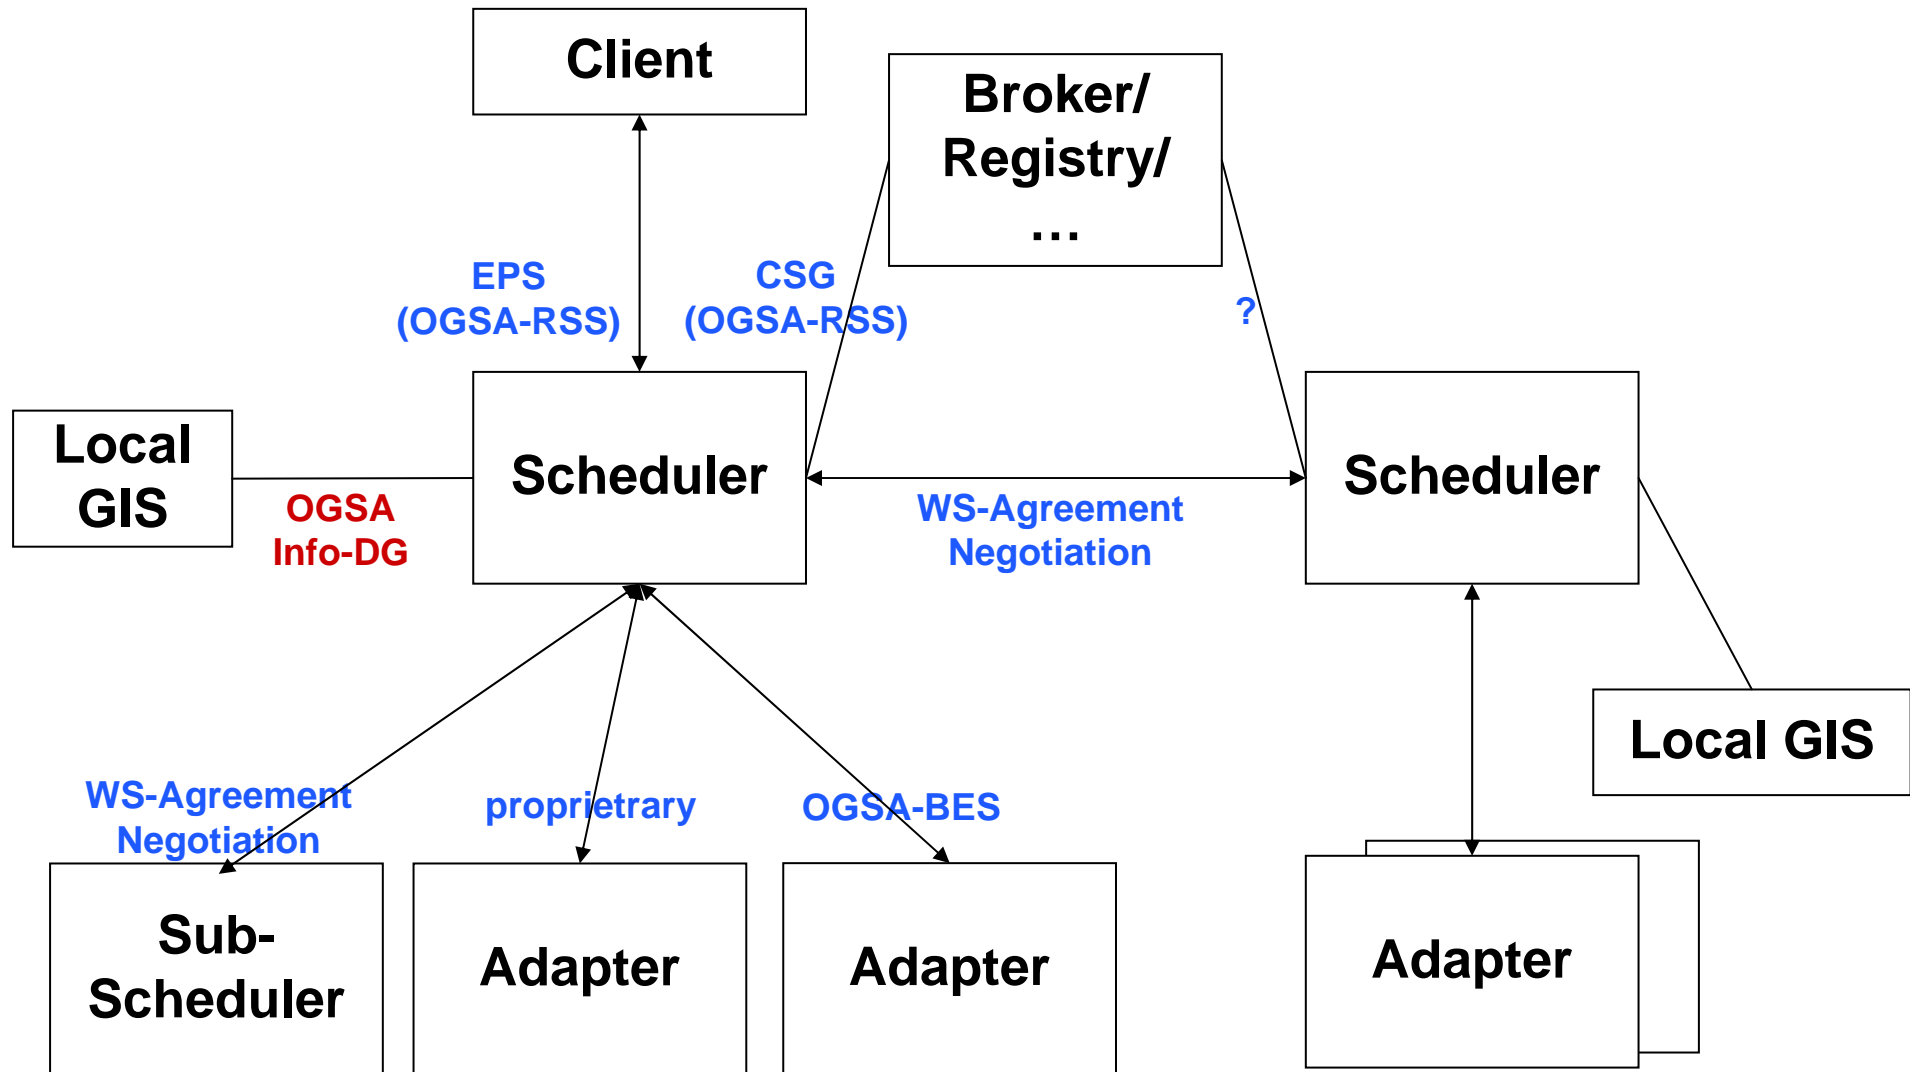 Client
Broker/
Registry/
…
EPS
(OGSA-RSS)
CSG
(OGSA-RSS)
?
Local
GIS
OGSA
Info-DG
Scheduler
WS-Agreement
Negotiation
Scheduler
Local GIS
WS-Agreement
Negotiation
proprietrary
OGSA-BES
Sub-
Scheduler
Adapter
Adapter
Adapter